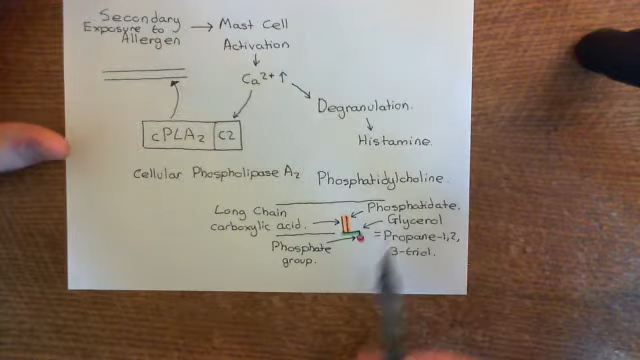 Secondary
Exposure to → Mast Cell
Allergen
Activation
Ca²⁺ ↑
Degranulation.
cPLA₂ C2
Histamine.
Cellular Phospholipase A₂
Phosphatidylcholine.
Long Chain
carboxylic acid.
Phosphatidate.
Glycerol
= Propane-1,2,
3-triol.
Phosphate
group.